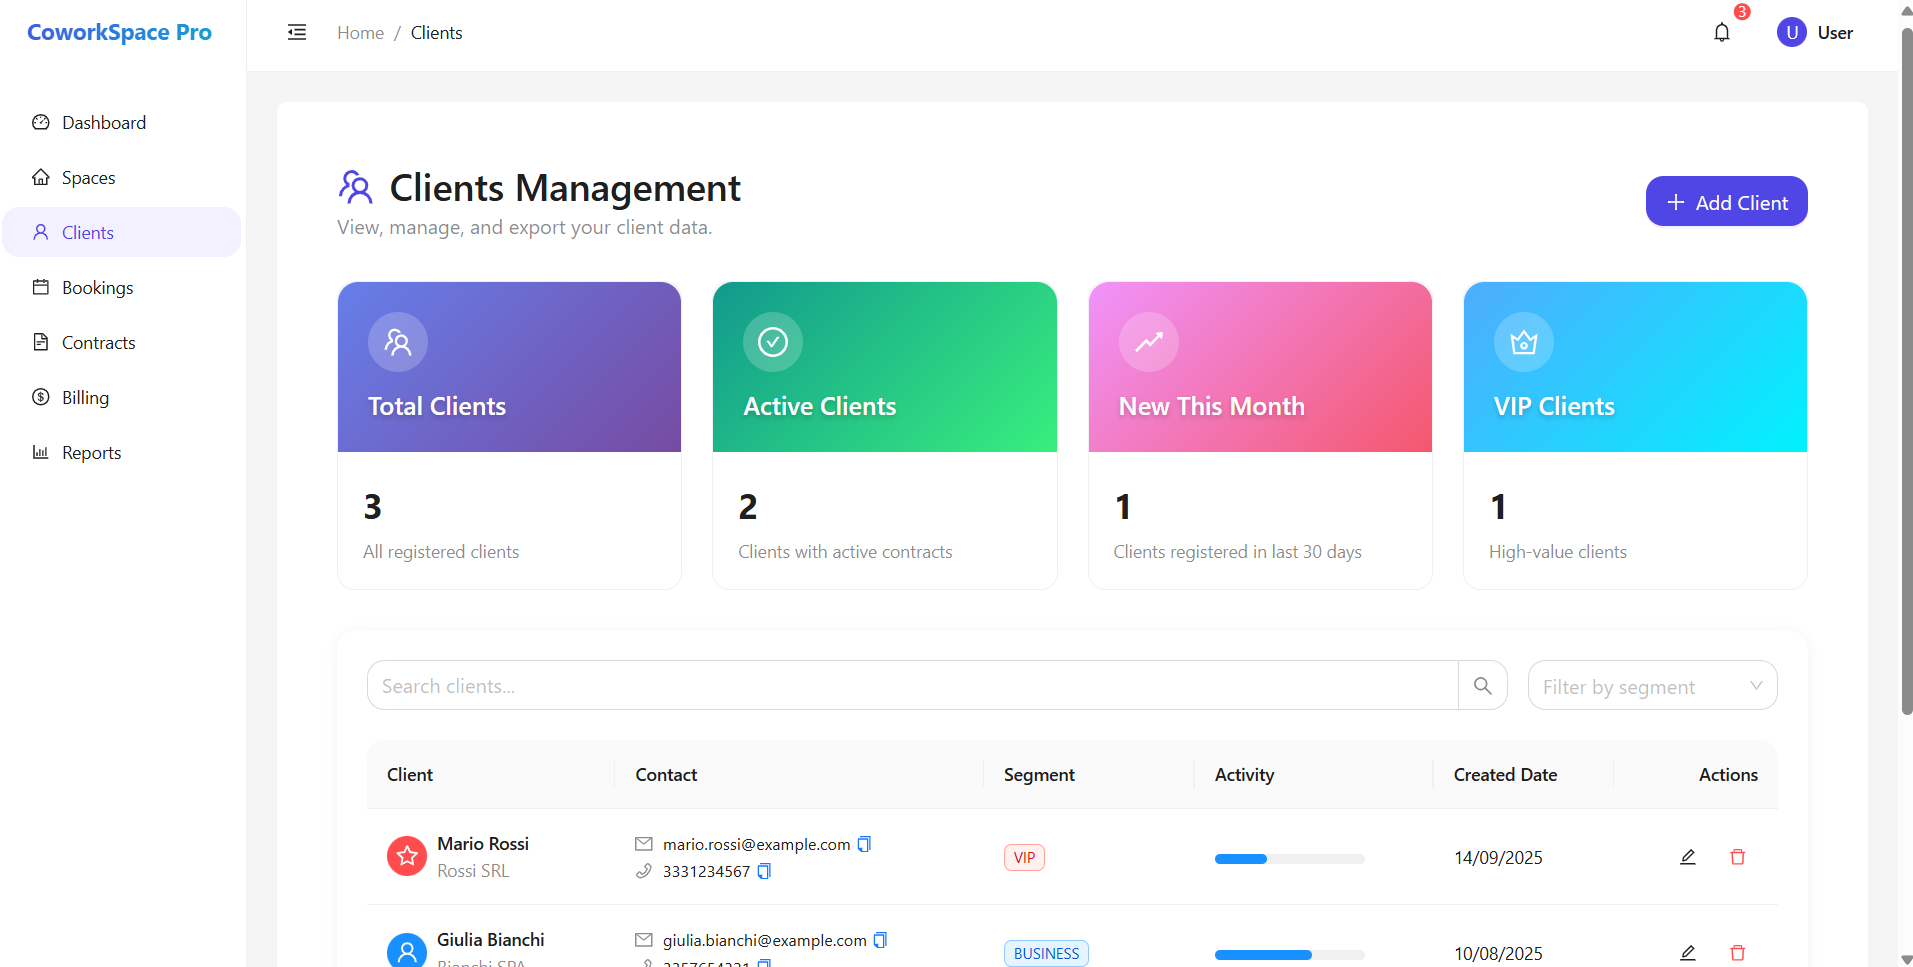 CoworkSpace Pro
Home / Clients
3
U User
Dashboard
Spaces
Clients
Bookings
Contracts
Billing
Reports
Clients Management
View, manage, and export your client data.
+ Add Client
Total Clients
3
All registered clients
Active Clients
2
Clients with active contracts
New This Month
1
Clients registered in last 30 days
VIP Clients
1
High-value clients
Search clients...
Filter by segment
Client Contact Segment Activity Created Date Actions
Mario Rossi
Rossi SRL
mario.rossi@example.com
3331234567
VIP
14/09/2025
Giulia Bianchi
Bianchi SPA
giulia.bianchi@example.com
BUSINESS
10/08/2025